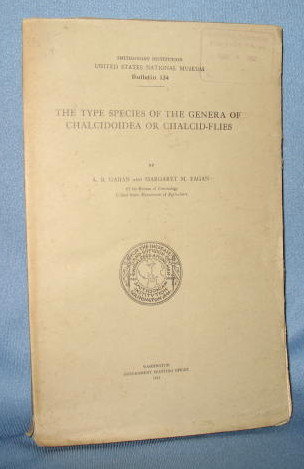 SMITHSONIAN INSTITUTION
UNITED STATES NATIONAL MUSEUM
Bulletin 124
THE TYPE SPECIES OF THE GENERA OF
CHALCIDOIDEA OR CHALCID-FLIES
BY
A. B. GAHAN AND MARGARET M. FAGAN
Of the Bureau of Entomology
United States Department of Agriculture
WASHINGTON
GOVERNMENT PRINTING OFFICE